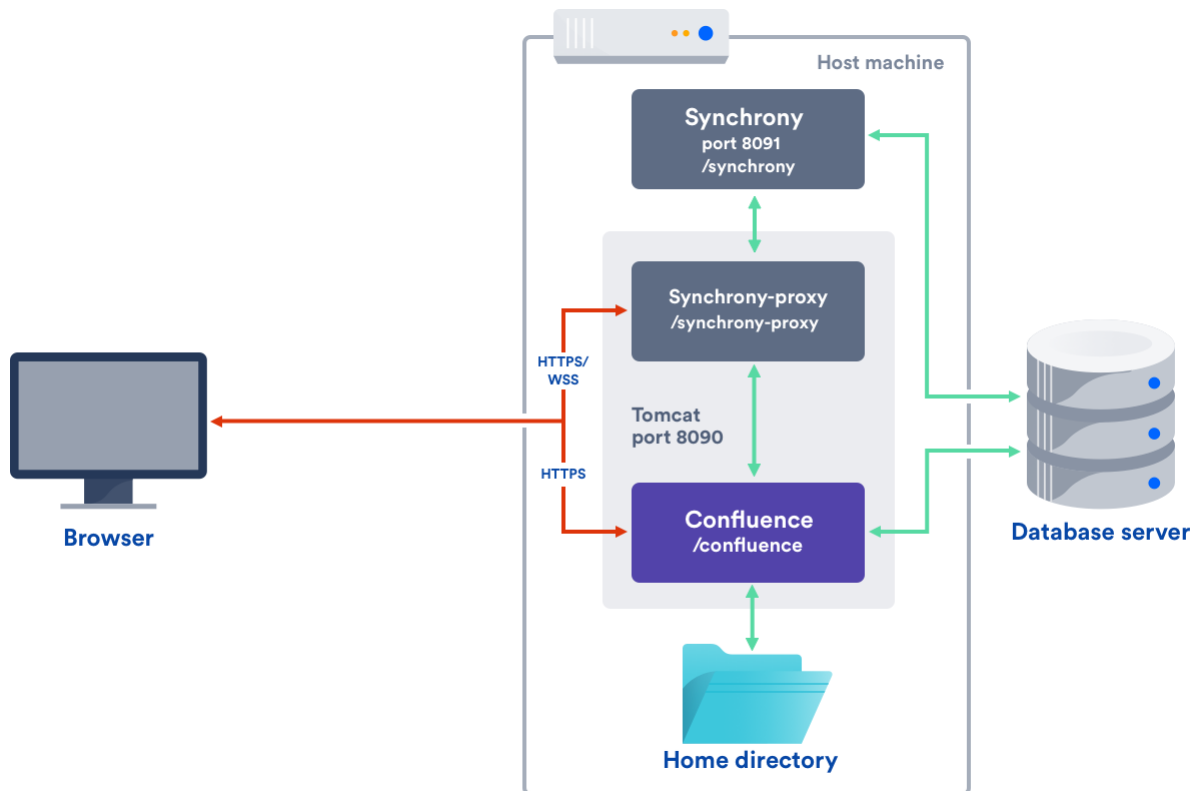 Host machine
Synchrony
port 8091
/synchrony
Synchrony-proxy
/synchrony-proxy
HTTPS/
WSS
Tomcat
port 8090
HTTPS
Confluence
/confluence
Browser
Database server
Home directory